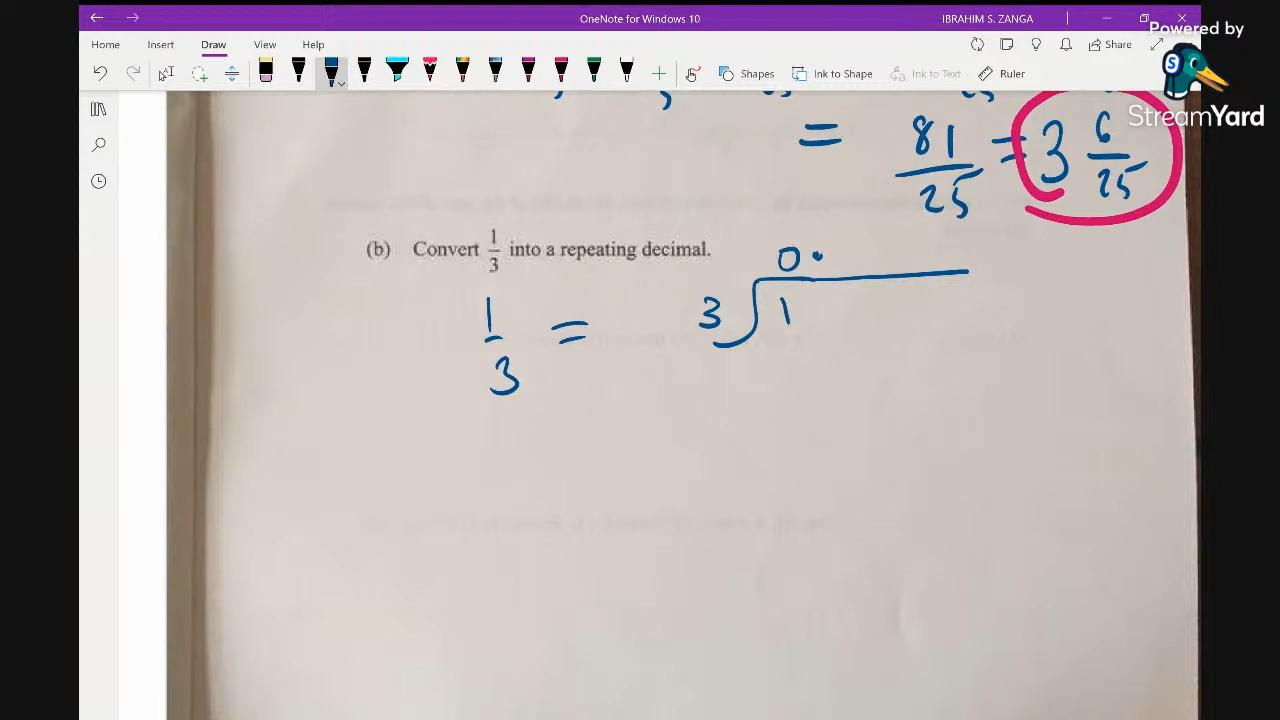 OneNote for Windows 10
IBRAHIM S. ZANGA
Powered by
StreamYard
Home Insert Draw View Help
Share
Shapes Ink to Shape Ink to Text Ruler
= 81/25 = 3 6/25
(b) Convert 1/3 into a repeating decimal.
0.
1/3 = 3 1